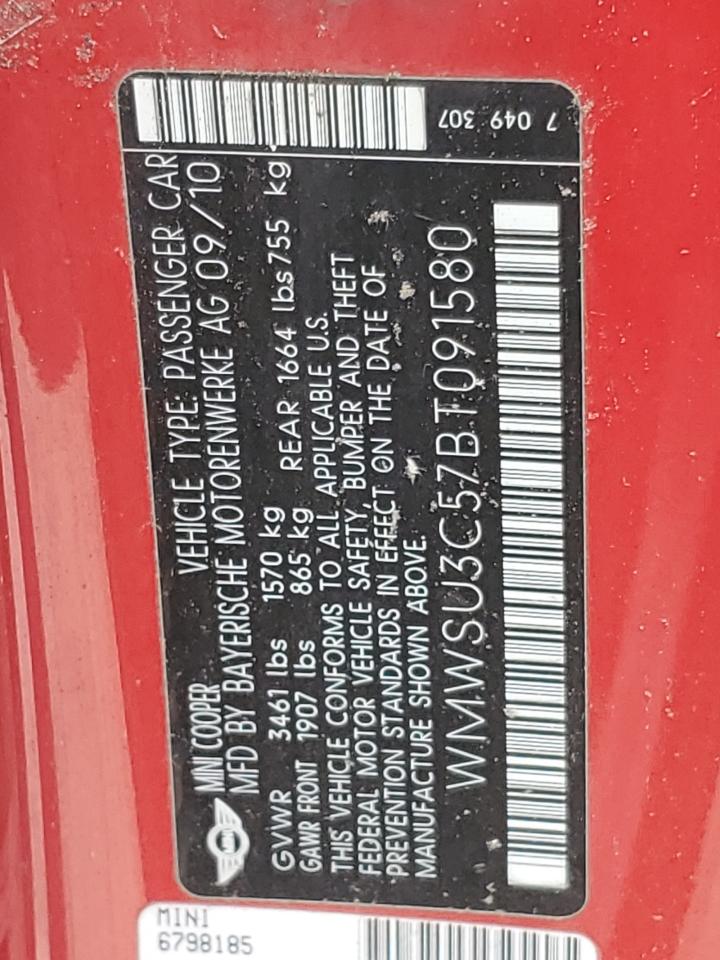 MINI COOPER VEHICLE TYPE: PASSENGER CAR
MFD BY BAYERISCHE MOTORENWERKE AG 09/10
GVWR 3461 lbs 1570 kg
GAWR FRONT 1907 lbs 865 kg REAR 1664 lbs 755 kg
THIS VEHICLE CONFORMS TO ALL APPLICABLE U.S.
FEDERAL MOTOR VEHICLE SAFETY, BUMPER AND THEFT
PREVENTION STANDARDS IN EFFECT ON THE DATE OF
MANUFACTURE SHOWN ABOVE.
WMWSU3C57BT091580
7 049 307
MINI
6798185